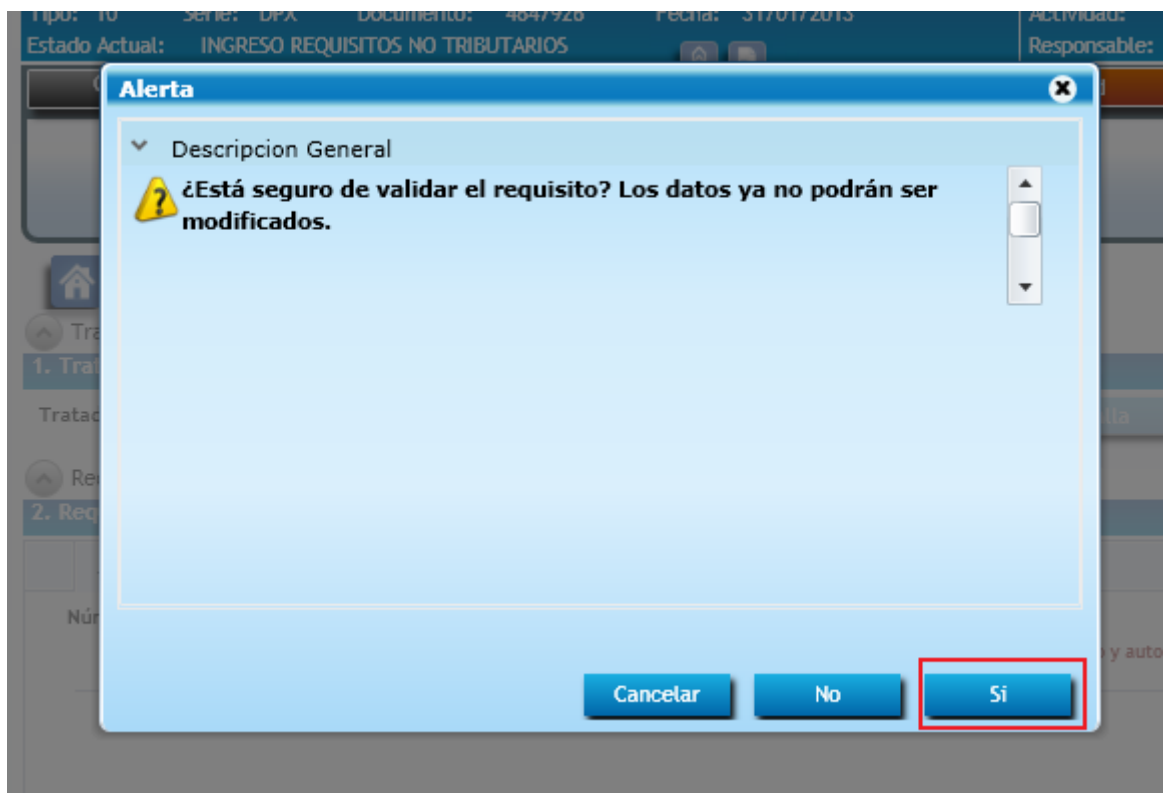 Tipo: 10 Serie: DPX Documento: 4647926 Fecha: 31/01/2013 Actividad:
Estado Actual: INGRESO REQUISITOS NO TRIBUTARIOS Responsable:
Alerta
Descripcion General
¿Está seguro de validar el requisito? Los datos ya no podrán ser
modificados.
1.
2.
y auto
Cancelar No Si